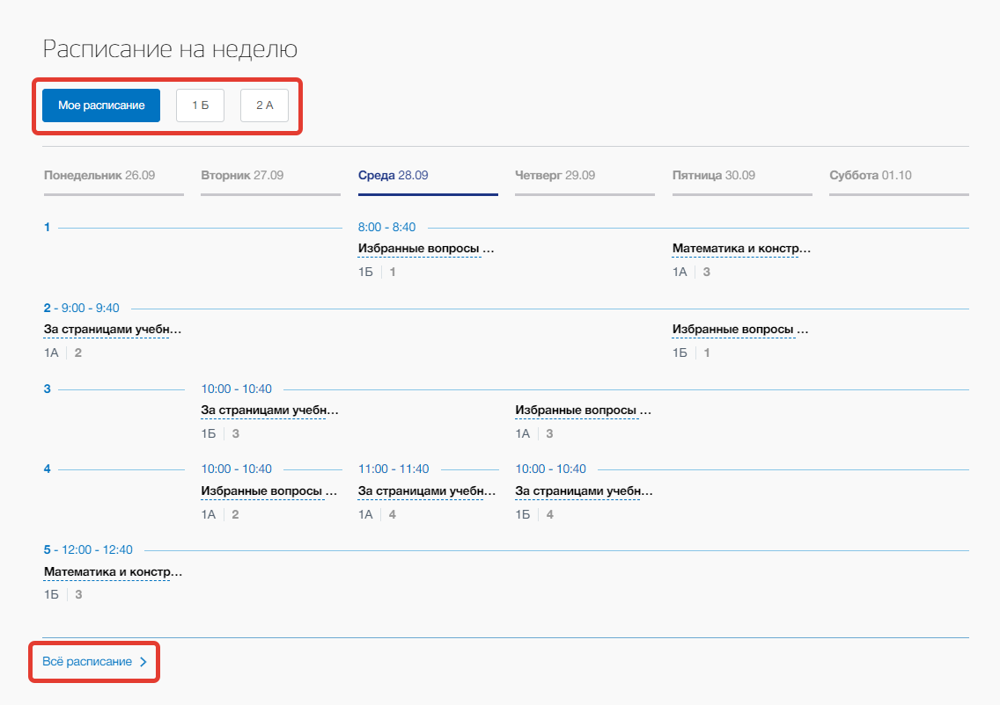 Расписание на неделю
Мое расписание 1 Б 2 А
Понедельник 26.09 Вторник 27.09 Среда 28.09 Четверг 29.09 Пятница 30.09 Суббота 01.10
1 8:00 - 8:40
Избранные вопросы ... Математика и констр...
1Б 1 1А 3
2 - 9:00 - 9:40
За страницами учебн... Избранные вопросы ...
1А 2 1Б 1
3 10:00 - 10:40
За страницами учебн... Избранные вопросы ...
1Б 3 1А 3
4 10:00 - 10:40 11:00 - 11:40 10:00 - 10:40
Избранные вопросы ... За страницами учебн... За страницами учебн...
1А 2 1А 4 1Б 4
5 - 12:00 - 12:40
Математика и констр...
1Б 3
Всё расписание